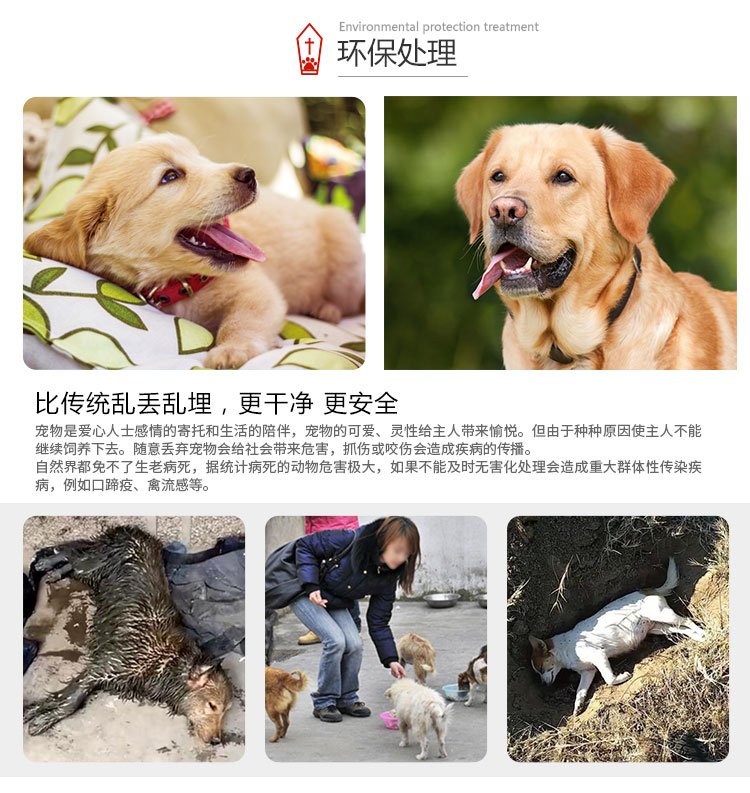 Environmental protection treatment
环保处理
比传统乱丢乱埋，更干净 更安全
宠物是爱心人士感情的寄托和生活的陪伴，宠物的可爱、灵性给主人带来愉悦。但由于种种原因使主人不能
继续饲养下去。随意丢弃宠物会给社会带来危害，抓伤或咬伤会造成疾病的传播。
自然界都免不了生老病死，据统计病死的动物危害极大，如果不能及时无害化处理会造成重大群体性传染疾
病，例如口蹄疫、禽流感等。